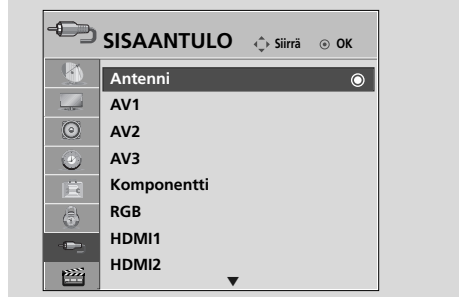 SISAANTULO Siirrä OK
Antenni
AV1
AV2
AV3
Komponentti
RGB
HDMI1
HDMI2